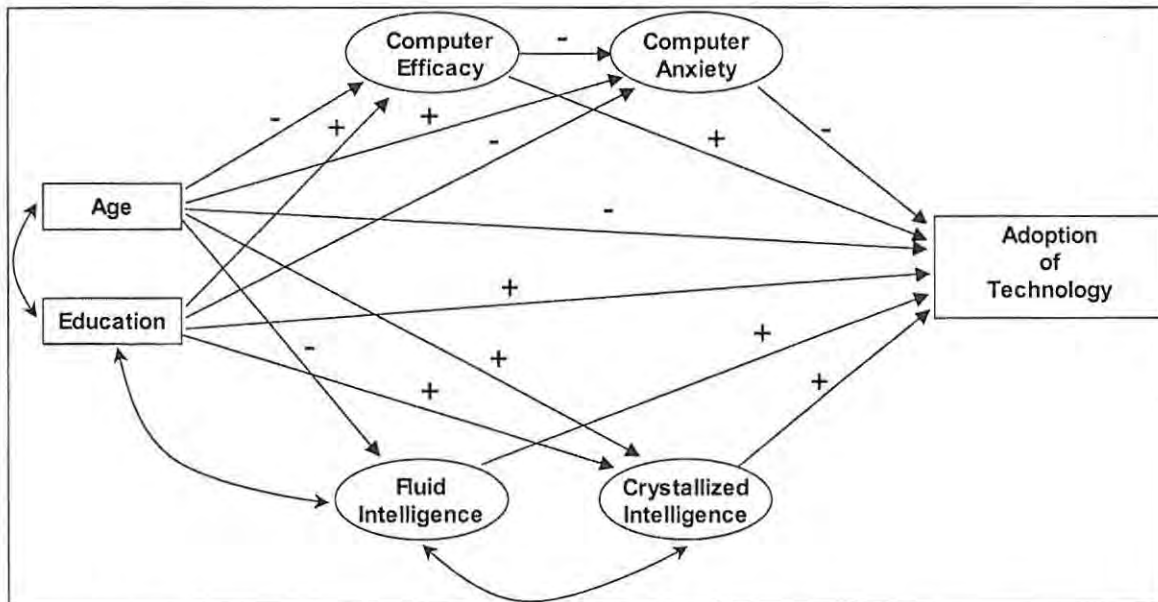 Computer
Efficacy
-
Computer
Anxiety
-
+
+
-
+
-
Age
-
Adoption
of
Technology
+
Education
-
+
+
+
+
Fluid
Intelligence
Crystallized
Intelligence